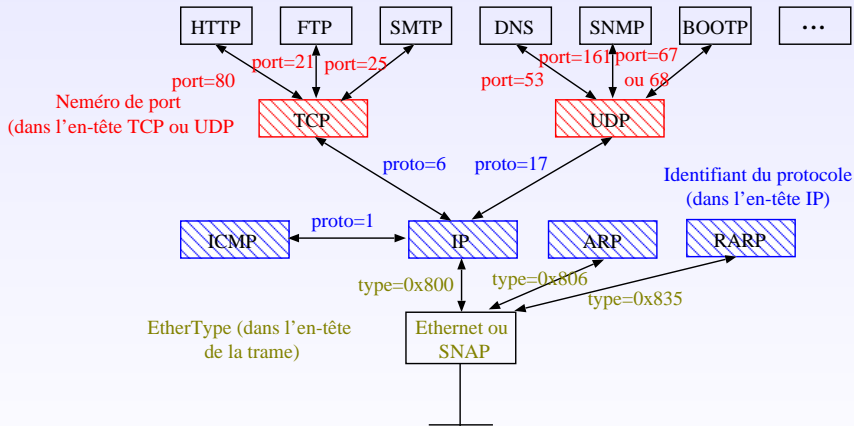 HTTP
FTP
SMTP
DNS
SNMP
BOOTP
...
port=80
port=21
port=25
port=53
port=161
port=67
ou 68
Neméro de port
(dans l'en-tête TCP ou UDP
TCP
UDP
proto=6
proto=17
Identifiant du protocole
(dans l'en-tête IP)
proto=1
ICMP
IP
ARP
RARP
type=0x800
type=0x806
type=0x835
EtherType (dans l'en-tête
de la trame)
Ethernet ou
SNAP